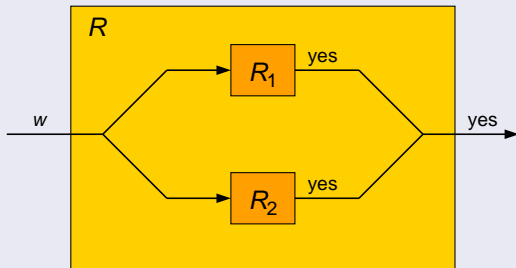 R
R1 yes
w yes
R2 yes